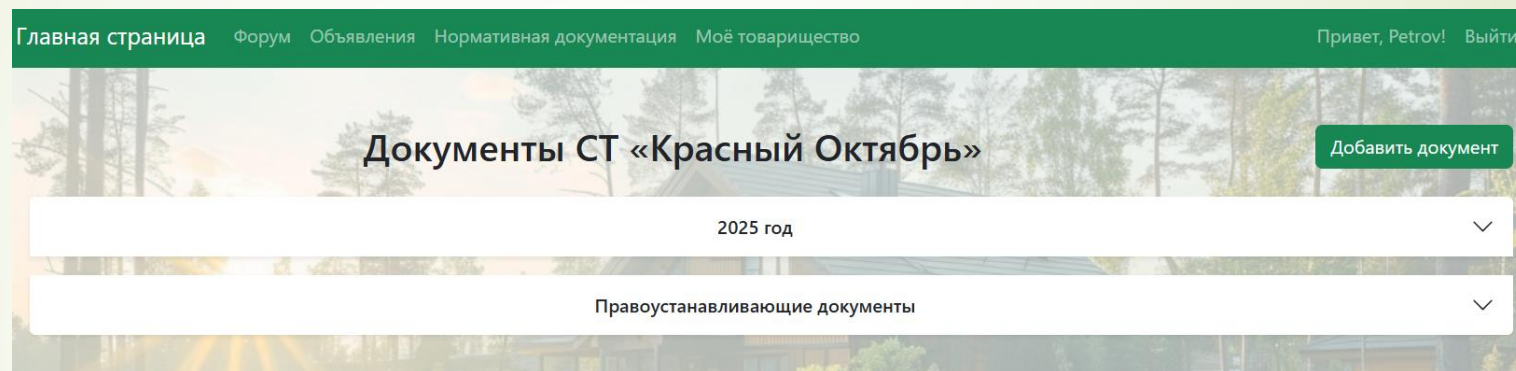 Главная страница Форум Объявления Нормативная документация Моё товарищество Привет, Petrov! Выйти
Документы СТ «Красный Октябрь» Добавить документ
2025 год
Правоустанавливающие документы